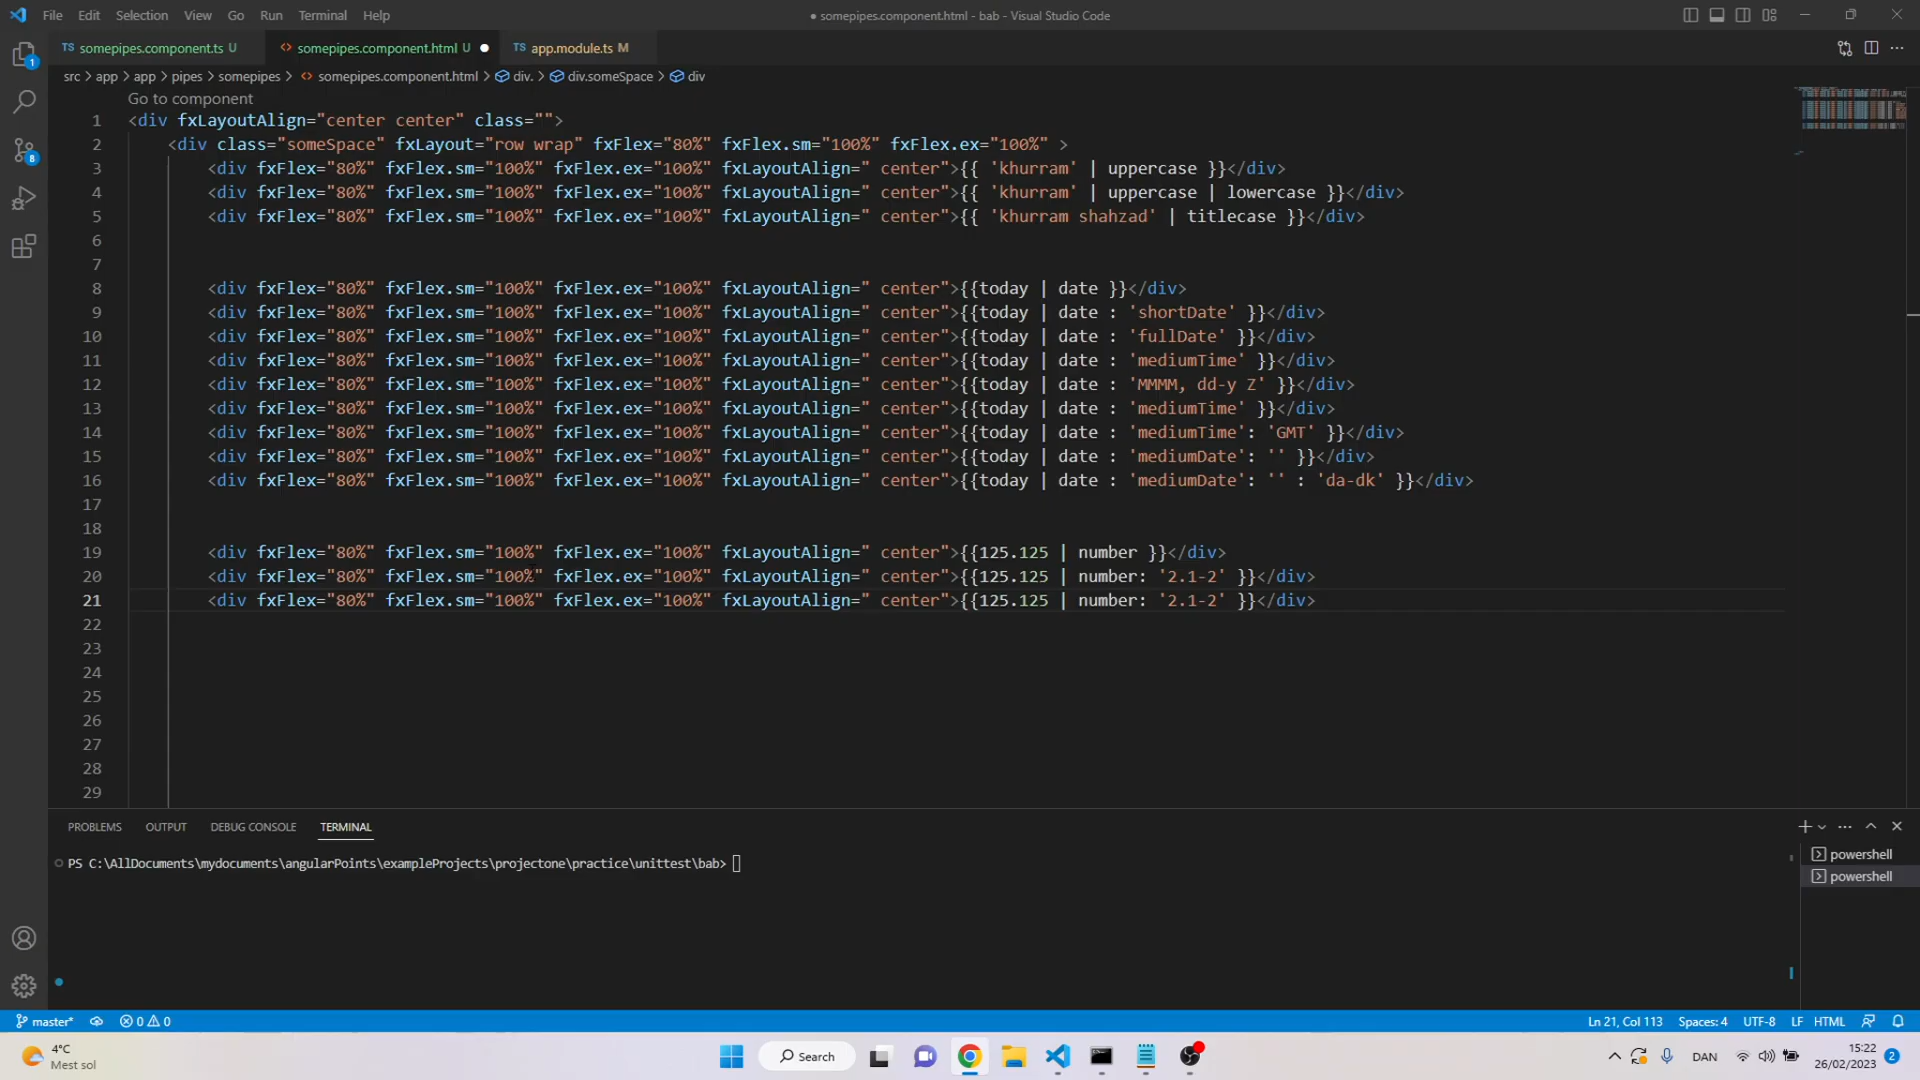 File Edit Selection View Go Run Terminal Help ● somepipes.component.html - bab - Visual Studio Code
TS somepipes.component.ts U <> somepipes.component.html U ● TS app.module.ts M
src > app > app > pipes > somepipes > <> somepipes.component.html > div. > div.someSpace > div
Go to component
1 <div fxLayoutAlign="center center" class="">
2 <div class="someSpace" fxLayout="row wrap" fxFlex="80%" fxFlex.sm="100%" fxFlex.ex="100%" >
3 <div fxFlex="80%" fxFlex.sm="100%" fxFlex.ex="100%" fxLayoutAlign=" center">{{ 'khurram' | uppercase }}</div>
4 <div fxFlex="80%" fxFlex.sm="100%" fxFlex.ex="100%" fxLayoutAlign=" center">{{ 'khurram' | uppercase | lowercase }}</div>
5 <div fxFlex="80%" fxFlex.sm="100%" fxFlex.ex="100%" fxLayoutAlign=" center">{{ 'khurram shahzad' | titlecase }}</div>
6
7
8 <div fxFlex="80%" fxFlex.sm="100%" fxFlex.ex="100%" fxLayoutAlign=" center">{{today | date }}</div>
9 <div fxFlex="80%" fxFlex.sm="100%" fxFlex.ex="100%" fxLayoutAlign=" center">{{today | date : 'shortDate' }}</div>
10 <div fxFlex="80%" fxFlex.sm="100%" fxFlex.ex="100%" fxLayoutAlign=" center">{{today | date : 'fullDate' }}</div>
11 <div fxFlex="80%" fxFlex.sm="100%" fxFlex.ex="100%" fxLayoutAlign=" center">{{today | date : 'mediumTime' }}</div>
12 <div fxFlex="80%" fxFlex.sm="100%" fxFlex.ex="100%" fxLayoutAlign=" center">{{today | date : 'MMMM, dd-y Z' }}</div>
13 <div fxFlex="80%" fxFlex.sm="100%" fxFlex.ex="100%" fxLayoutAlign=" center">{{today | date : 'mediumTime' }}</div>
14 <div fxFlex="80%" fxFlex.sm="100%" fxFlex.ex="100%" fxLayoutAlign=" center">{{today | date : 'mediumTime': 'GMT' }}</div>
15 <div fxFlex="80%" fxFlex.sm="100%" fxFlex.ex="100%" fxLayoutAlign=" center">{{today | date : 'mediumDate': '' }}</div>
16 <div fxFlex="80%" fxFlex.sm="100%" fxFlex.ex="100%" fxLayoutAlign=" center">{{today | date : 'mediumDate': '' : 'da-dk' }}</div>
17
18
19 <div fxFlex="80%" fxFlex.sm="100%" fxFlex.ex="100%" fxLayoutAlign=" center">{{125.125 | number }}</div>
20 <div fxFlex="80%" fxFlex.sm="100%" fxFlex.ex="100%" fxLayoutAlign=" center">{{125.125 | number: '2.1-2' }}</div>
21 <div fxFlex="80%" fxFlex.sm="100%" fxFlex.ex="100%" fxLayoutAlign=" center">{{125.125 | number: '2.1-2' }}</div>
22
23
24
25
26
27
28
29
PROBLEMS OUTPUT DEBUG CONSOLE TERMINAL
PS C:\AllDocuments\mydocuments\angularPoints\exampleProjects\projectone\practice\unittest\bab>
powershell
powershell
1
8
master* 0 0 Ln 21, Col 113 Spaces: 4 UTF-8 LF HTML
4°C
Mest sol
Search
DAN
15:22
26/02/2023
2